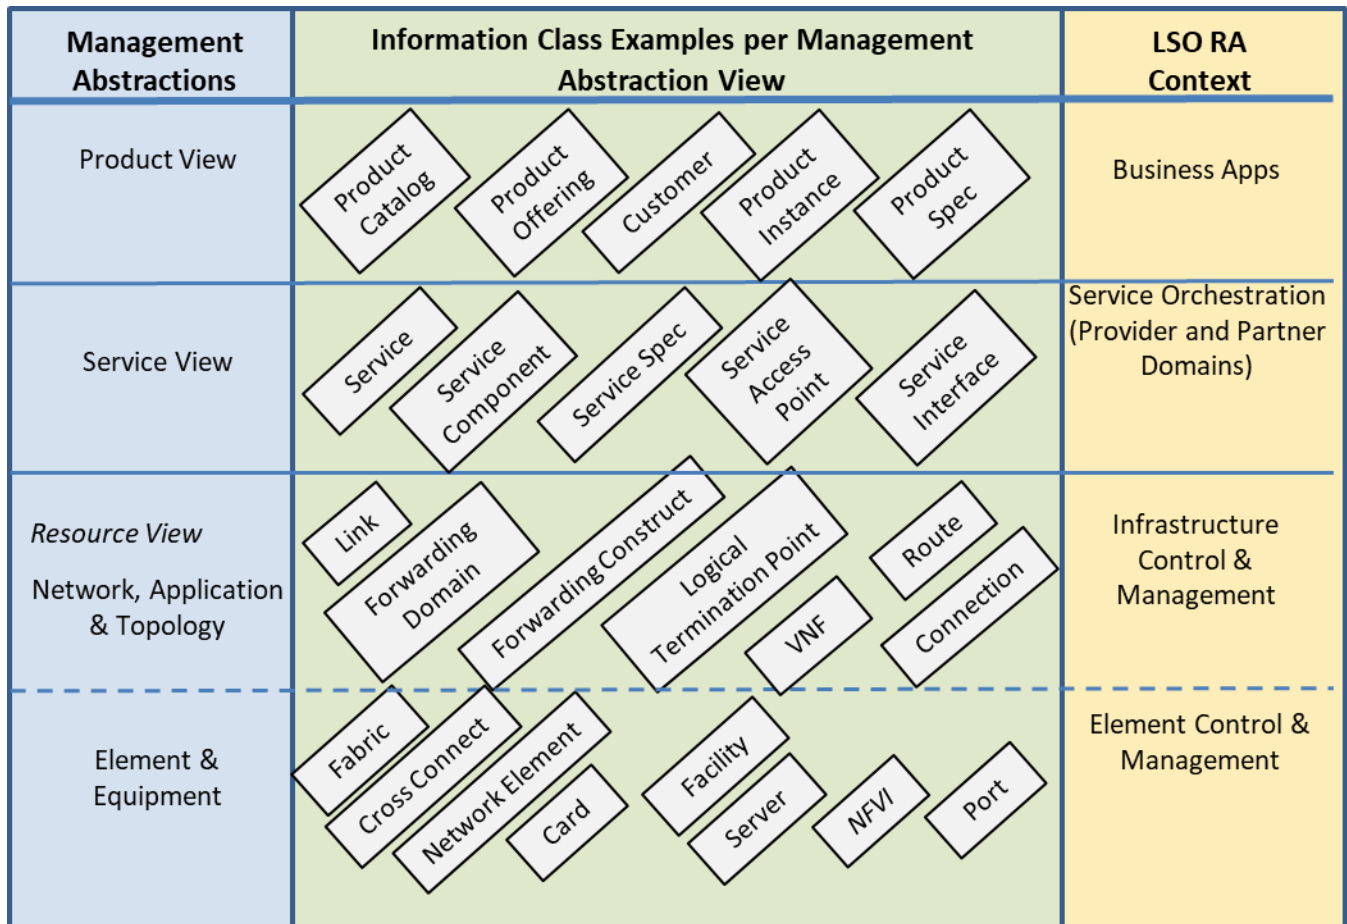 Management
Abstractions
Information Class Examples per Management
Abstraction View
LSO RA
Context
Product View
Product
Catalog
Product
Offering
Customer
Product
Instance
Product
Spec
Business Apps
Service View
Service
Service
Component
Service Spec
Service
Access
Point
Service
Interface
Service Orchestration
(Provider and Partner
Domains)
Resource View
Network, Application
& Topology
Link
Forwarding
Domain
Forwarding Construct
Logical
Termination Point
VNF
Route
Connection
Infrastructure
Control &
Management
Element &
Equipment
Fabric
Cross Connect
Network Element
Card
Facility
Server
NFVI
Port
Element Control &
Management